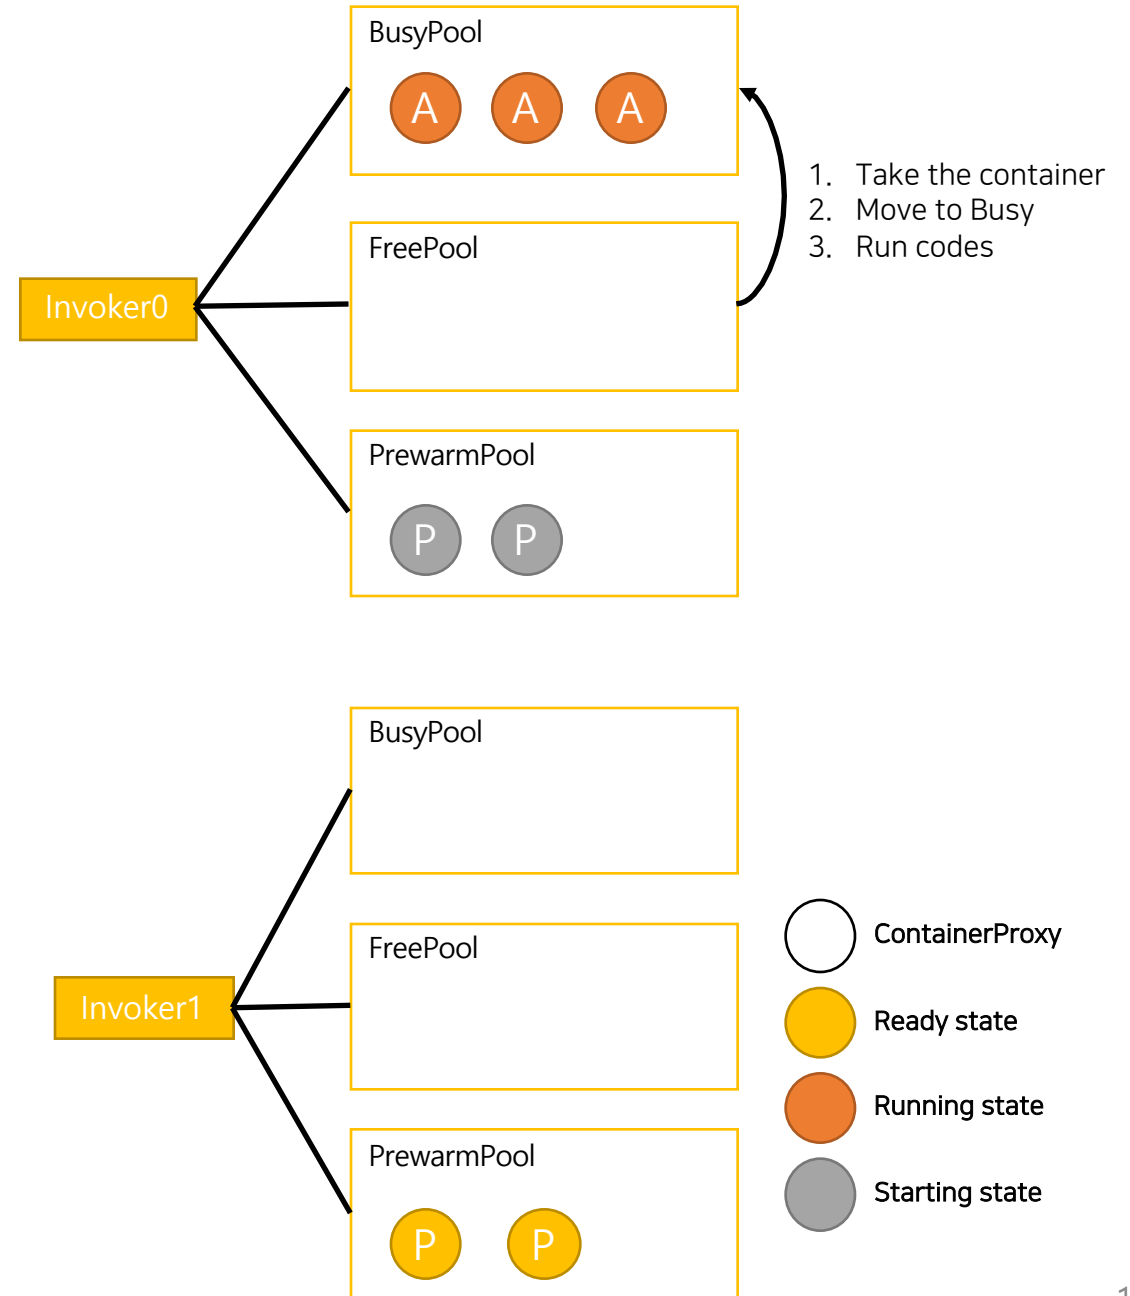 BusyPool
A A A
1. Take the container
2. Move to Busy
3. Run codes
FreePool
Invoker0
PrewarmPool
P P
BusyPool
FreePool
Invoker1
PrewarmPool
P P
ContainerProxy
Ready state
Running state
Starting state